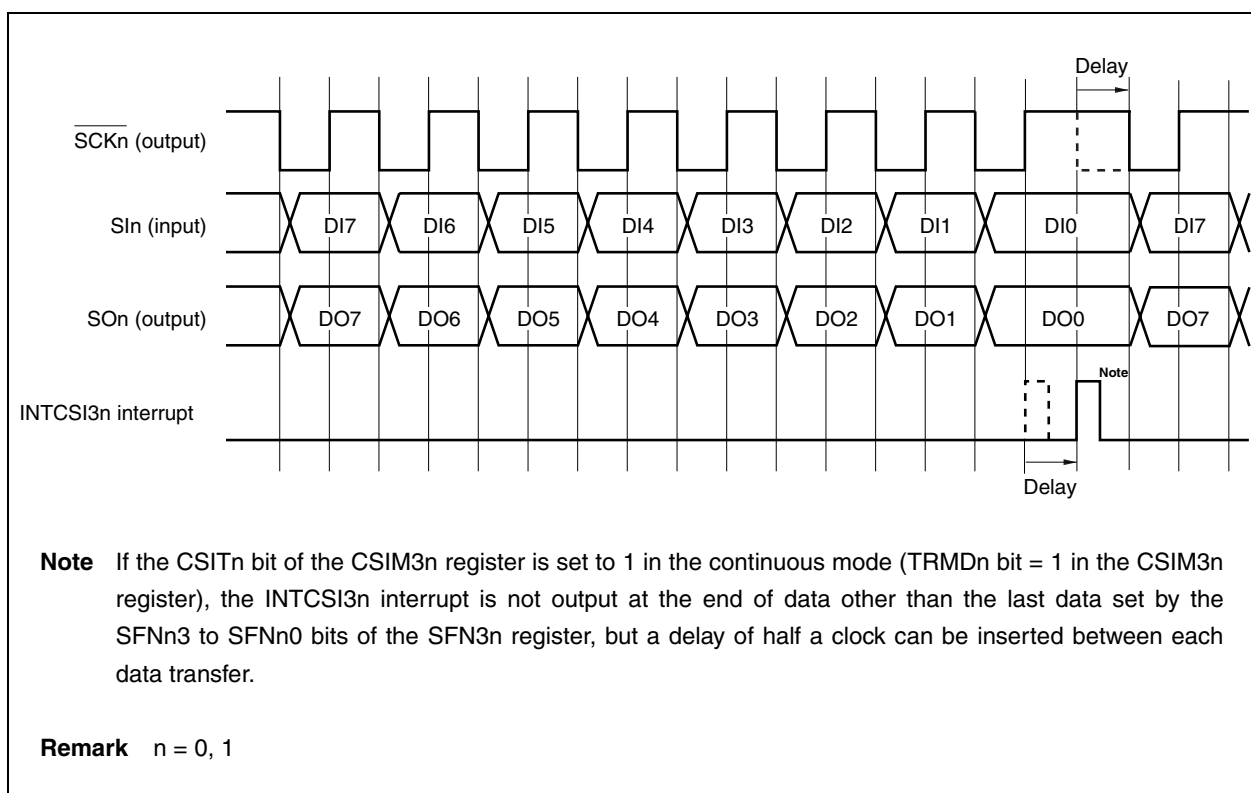 Delay
SCKn (output)
SIn (input)
DI7 DI6 DI5 DI4 DI3 DI2 DI1 DI0 DI7
SOn (output)
DO7 DO6 DO5 DO4 DO3 DO2 DO1 DO0 DO7
Note
INTCSI3n interrupt
Delay
Note If the CSITn bit of the CSIM3n register is set to 1 in the continuous mode (TRMDn bit = 1 in the CSIM3n
register), the INTCSI3n interrupt is not output at the end of data other than the last data set by the
SFNn3 to SFNn0 bits of the SFN3n register, but a delay of half a clock can be inserted between each
data transfer.
Remark n = 0, 1